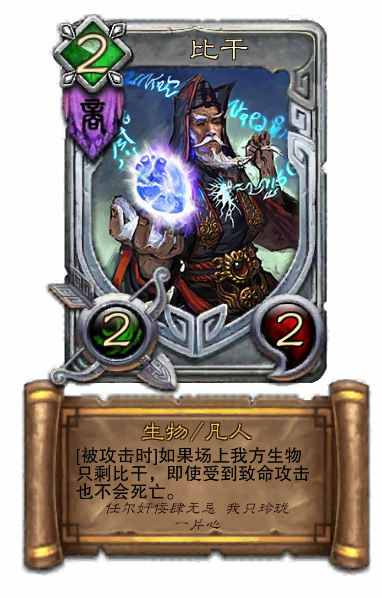 2
比干
商
2
2
生物/凡人
[被攻击时]如果场上我方生物
只剩比干，即使受到致命攻击
也不会死亡。
任尔奸佞肆无忌 我只玲珑
一片心